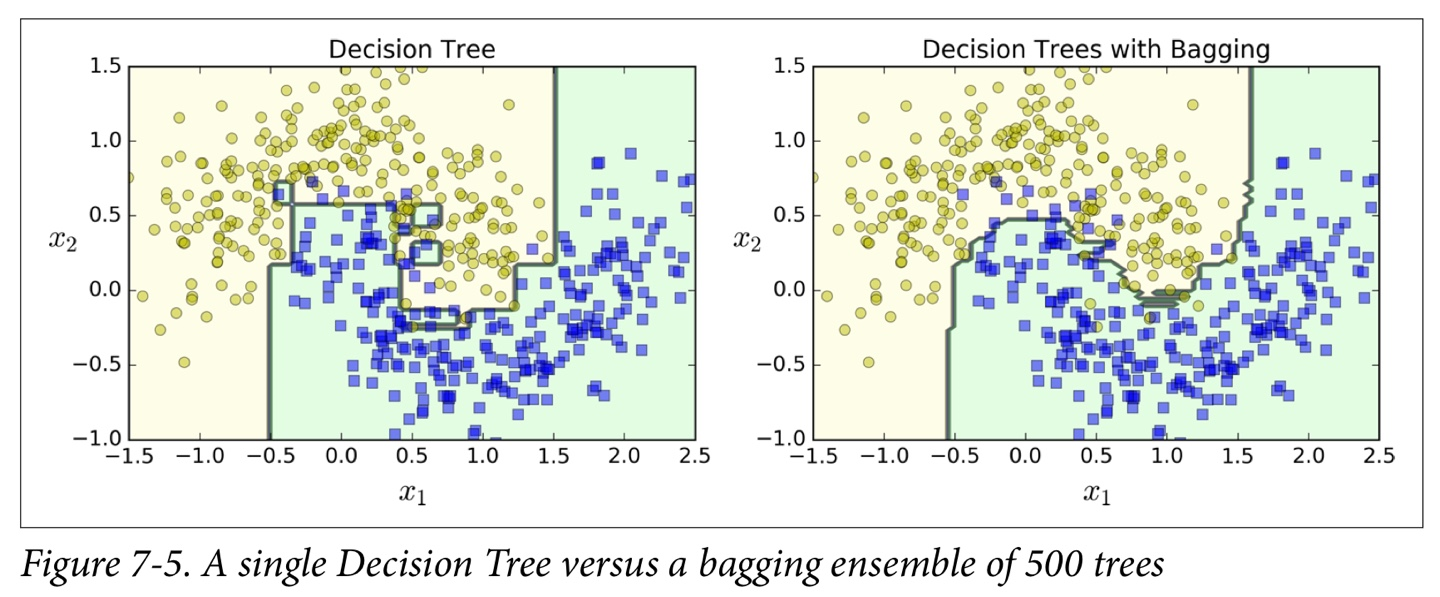 Decision Tree
1.5
1.0
0.5
0.0
−0.5
−1.0
x2
−1.5 −1.0 −0.5 0.0 0.5 1.0 1.5 2.0 2.5
x1
Decision Trees with Bagging
1.5
1.0
0.5
0.0
−0.5
−1.0
x2
−1.5 −1.0 −0.5 0.0 0.5 1.0 1.5 2.0 2.5
x1
Figure 7-5. A single Decision Tree versus a bagging ensemble of 500 trees